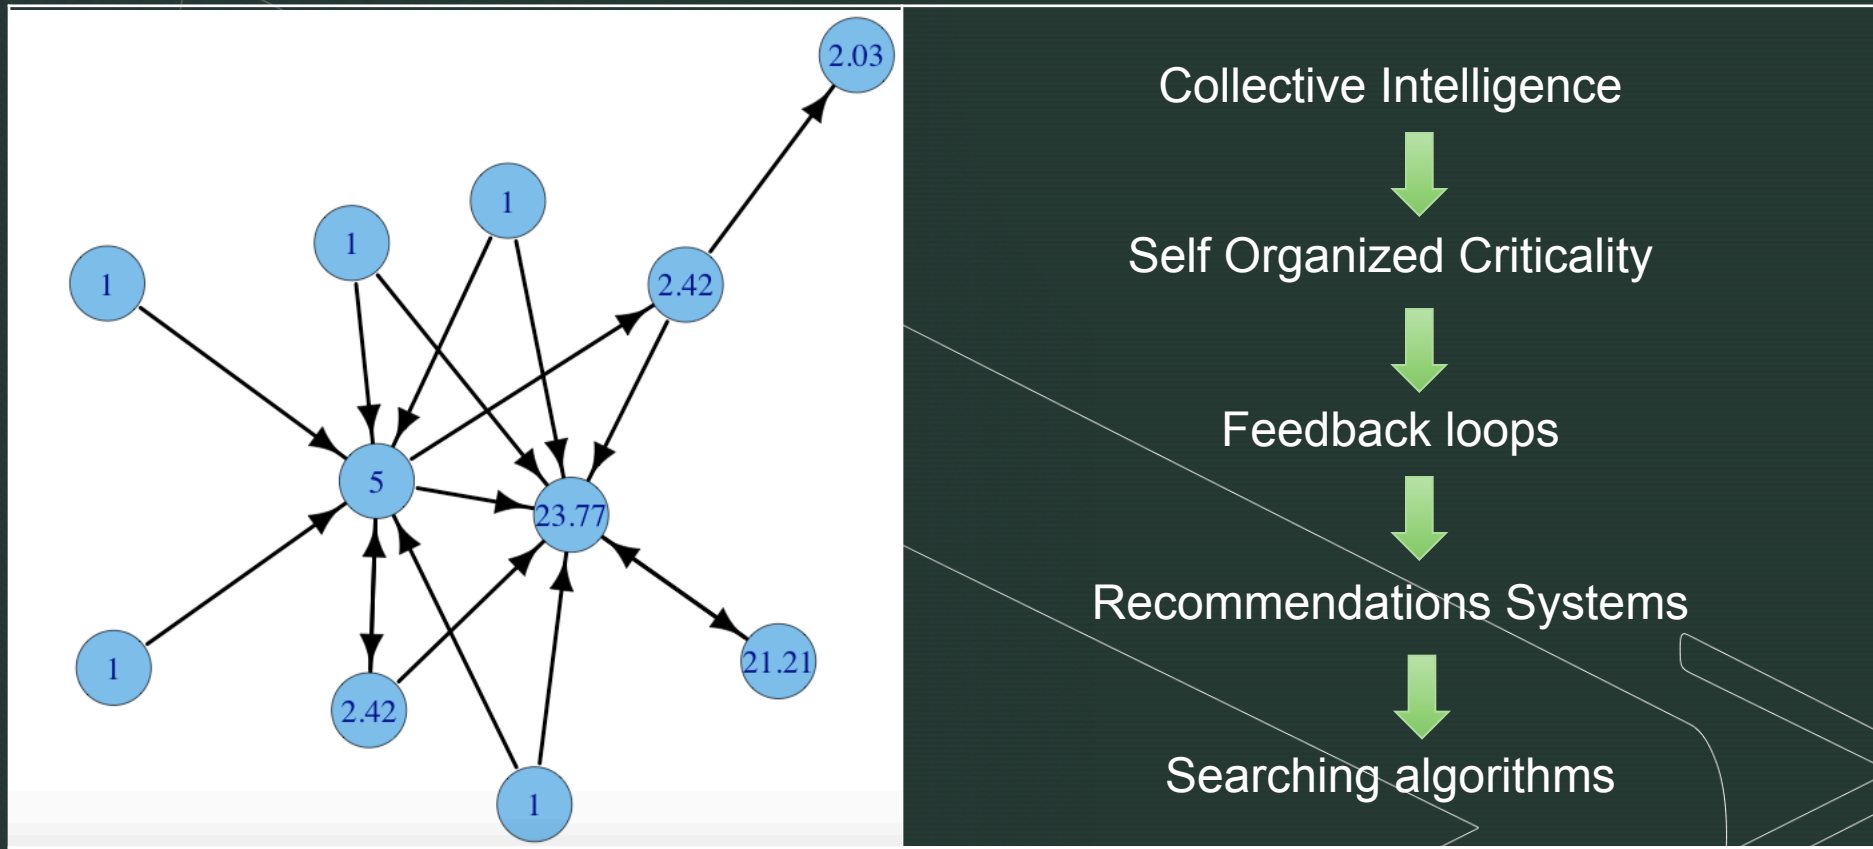 2.03
1
1
1
2.42
5
23.77
1
2.42
21.21
1
Collective Intelligence
Self Organized Criticality
Feedback loops
Recommendations Systems
Searching algorithms